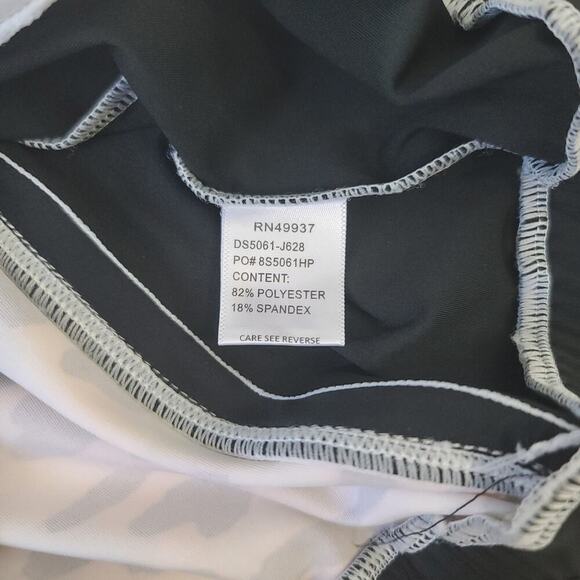 RN49937
DS5061-J628
PO# 8S5061HP
CONTENT:
82% POLYESTER
18% SPANDEX
CARE SEE REVERSE